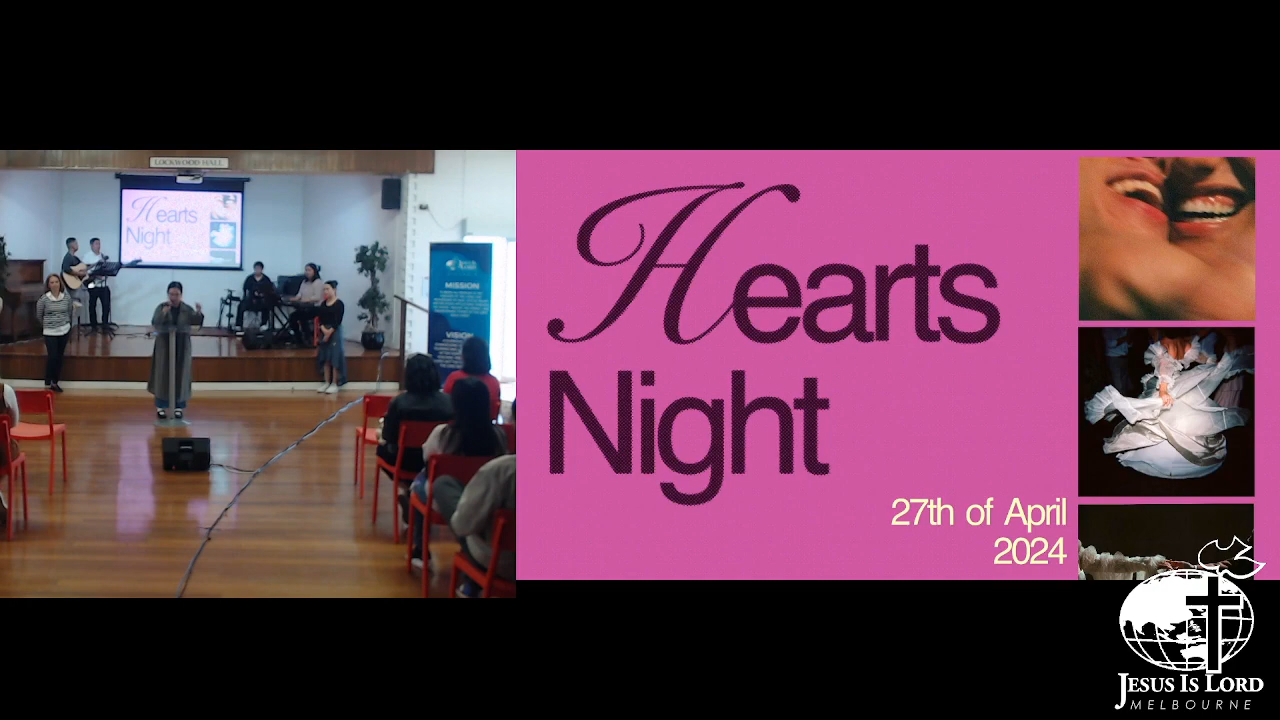 LOCKWOOD HALL
Hearts
Night
MISSION
VISION
Hearts
Night
27th of April
2024
JESUS IS LORD
MELBOURNE